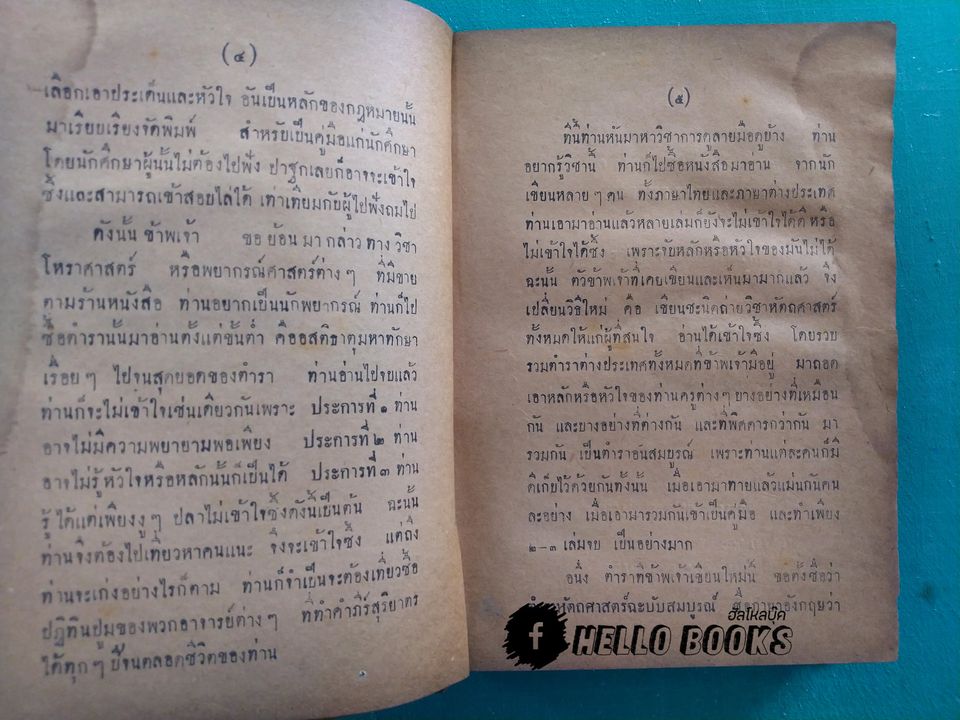 (๔)
เลือกเอาประเด็นและหัวใจ อันเป็นหลักของกฎหมายนั้น
มาเรียบเรียงจัดพิมพ์ สำหรับเป็นคู่มือแก่นักศึกษา
โดยนักศึกษาผู้นั้นไม่ต้องไปฟัง ปาฐกเลยก็อาจจะเข้าใจ
ซึ้งและสามารถเข้าสอบไล่ได้ เท่าเทียมกับผู้ไปฟังถมไป
ดังนั้น ข้าพเจ้า ขอ ย้อน มา กล่าว ทาง วิชา
โหราศาสตร์ หรือพยากรณ์ศาสตร์ต่าง ๆ ที่มีขาย
ตามร้านหนังสือ ท่านอยากเป็นนักพยากรณ์ ท่านก็ไป
ซื้อตำรานั้นมาอ่านตั้งแต่ขั้นต่ำ คืออสติธาตุมหาทักษา
เรื่อย ๆ ไปจนสุดยอดของตำรา ท่านอ่านไปจบแล้ว
ท่านก็จะไม่เข้าใจเช่นเดียวกันเพราะ ประการที่ ๑ ท่าน
อาจไม่มีความพยายามพอเพียง ประการที่ ๒ ท่าน
อาจไม่รู้หัวใจหรือหลักนั้นก็เป็นได้ ประการที่ ๓ ท่าน
รู้ได้แต่เพียงงู ๆ ปลาไม่เข้าใจซึ้งดังนี้เป็นต้น ฉะนั้น
ท่านจึงต้องไปเที่ยวหาคนแนะ จึงจะเข้าใจซึ้ง แต่ถึง
ท่านจะเก่งอย่างไรก็ตาม ท่านก็จำเป็นจะต้องเที่ยวซื้อ
ปฏิทินปูมของพวกอาจารย์ต่าง ๆ ที่ทำคำภีร์สุริยาตร
ได้ทุก ๆ ปีจนตลอดชีวิตของท่าน
(๕)
ทีนี้ท่านหันมาหาวิชาการดูลายมือดูบ้าง ท่าน
อยากรู้วิชานี้ ท่านก็ไปซื้อหนังสือมาอ่าน จากนัก
เขียนหลาย ๆ คน ทั้งภาษาไทยและภาษาต่างประเทศ
ท่านเอามาอ่านแล้วหลายเล่มก็ยังจะไม่เข้าใจได้ดี หรือ
ไม่เข้าใจได้ซึ้ง เพราะจับหลักหรือหัวใจของมันไม่ได้
ฉะนั้น ตัวข้าพเจ้าที่เคยเขียนและเห็นมามากแล้ว จึง
เปลี่ยนวิธีใหม่ คือ เขียนชะนิดถ่ายวิชาหัตถศาสตร์
ทั้งหมดให้แก่ผู้ที่สนใจ อ่านได้เข้าใจซึ้ง โดยรวบ
รวมตำราต่างประเทศทั้งหมดที่ข้าพเจ้ามีอยู่ มาถอด
เอาหลักหรือหัวใจของท่านครูต่าง ๆ บางอย่างที่เหมือน
กัน และบางอย่างที่ต่างกัน และที่พิศดารกว่ากัน มา
รวมกัน เป็นตำราอันสมบูรณ์ เพราะท่านแต่ละคนก็มี
ดีเก็บไว้ด้วยกันทั้งนั้น เมื่อเอามาทายแล้วแม่นกันคน
ละอย่าง เมื่อเอามารวมกันเข้าเป็นคู่มือ และทำเพียง
๒–๓ เล่มจบ เป็นอย่างมาก
อนึ่ง ตำราที่ข้าพเจ้าเขียนใหม่นี้ ขอตั้งชื่อว่า
หัตถศาสตร์ฉะบับสมบูรณ์ ชื่อภาษาอังกฤษว่า
ฮัลโหลบุ๊ค
f HELLO BOOKS